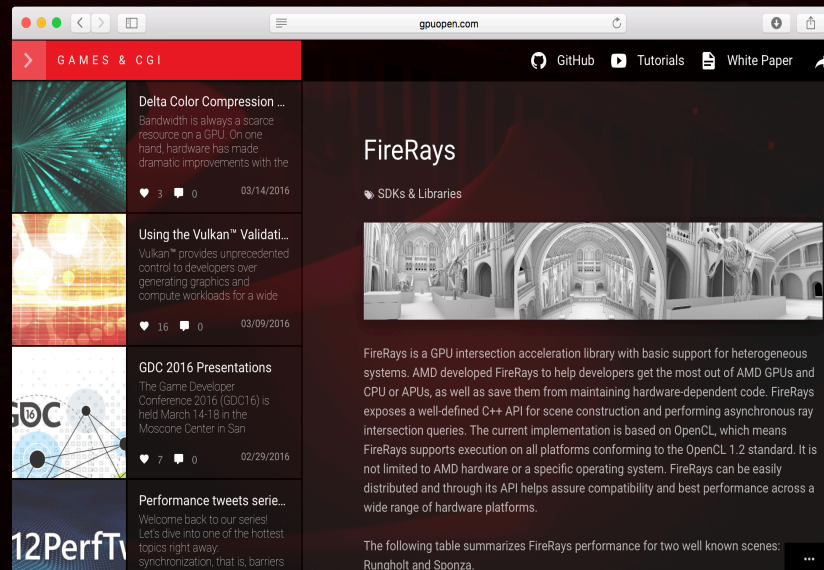 gpuopen.com
GAMES & CGI
GitHub
Tutorials
White Paper
Delta Color Compression ...
Bandwidth is always a scarce
resource on a GPU. On one
hand, hardware has made
dramatic improvements with the
3 0 03/14/2016
Using the Vulkan™ Validati...
Vulkan™ provides unprecedented
control to developers over
generating graphics and
compute workloads for a wide
16 0 03/09/2016
GDC 16
GDC 2016 Presentations
The Game Developer
Conference 2016 (GDC16) is
held March 14-18 in the
Moscone Center in San
7 0 02/29/2016
12PerfTw
Performance tweets serie...
Welcome back to our series!
Let's dive into one of the hottest
topics right away:
synchronization, that is, barriers
FireRays
SDKs & Libraries
FireRays is a GPU intersection acceleration library with basic support for heterogeneous
systems. AMD developed FireRays to help developers get the most out of AMD GPUs and
CPU or APUs, as well as save them from maintaining hardware-dependent code. FireRays
exposes a well-defined C++ API for scene construction and performing asynchronous ray
intersection queries. The current implementation is based on OpenCL, which means
FireRays supports execution on all platforms conforming to the OpenCL 1.2 standard. It is
not limited to AMD hardware or a specific operating system. FireRays can be easily
distributed and through its API helps assure compatibility and best performance across a
wide range of hardware platforms.
The following table summarizes FireRays performance for two well known scenes:
Rungholt and Sponza.